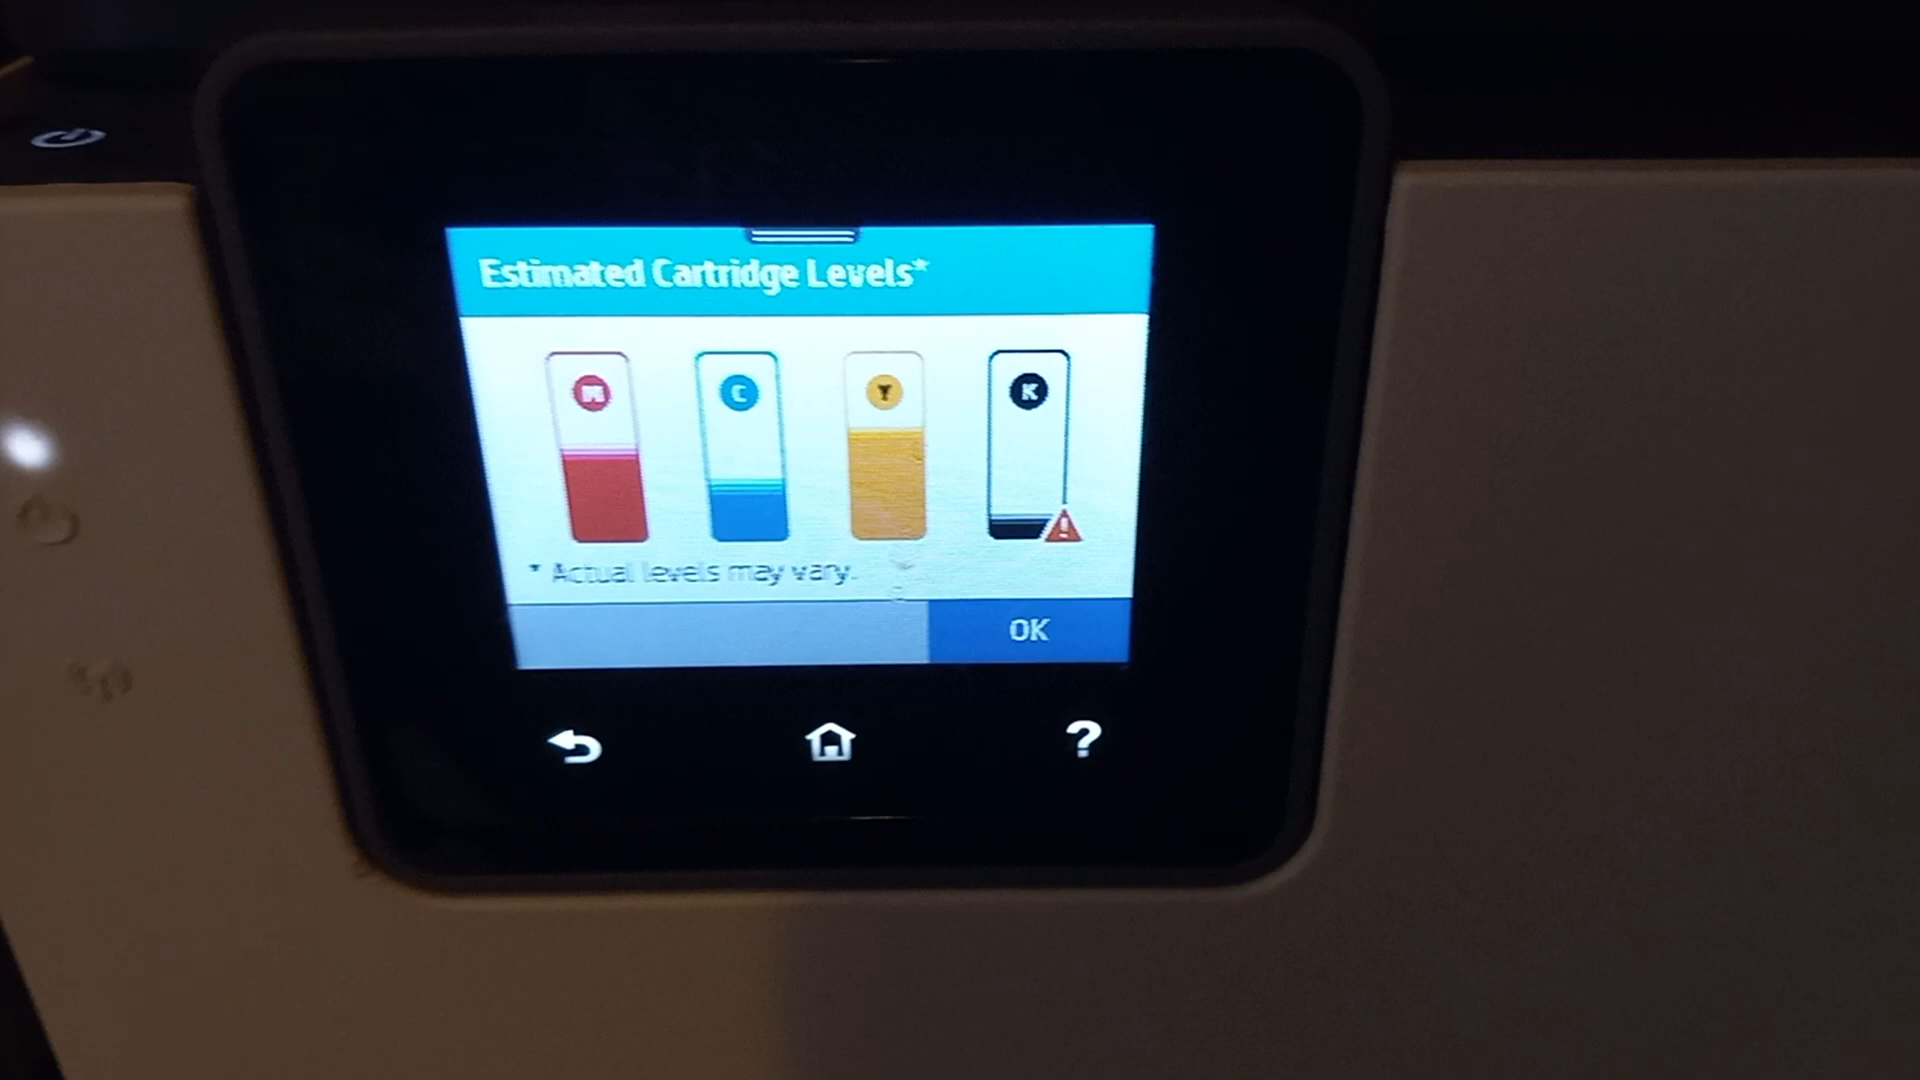 Estimated Cartridge Levels*
M C Y K
* Actual levels may vary.
OK
?